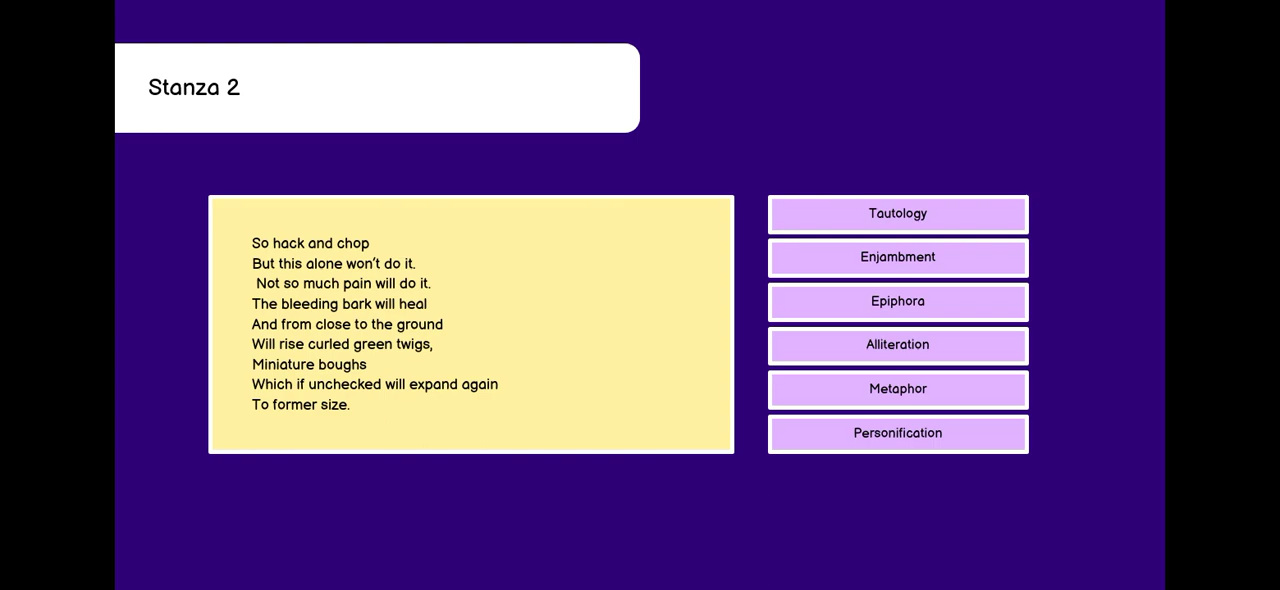 Stanza 2
So hack and chop
But this alone won't do it.
Not so much pain will do it.
The bleeding bark will heal
And from close to the ground
Will rise curled green twigs,
Miniature boughs
Which if unchecked will expand again
To former size.
Tautology
Enjambment
Epiphora
Alliteration
Metaphor
Personification